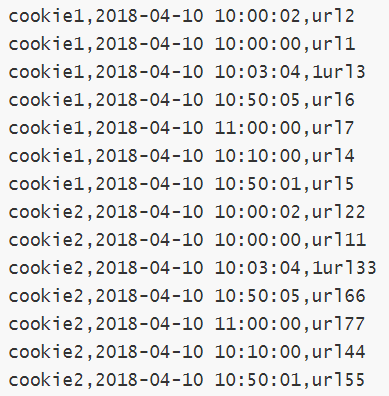 cookie1,2018-04-10 10:00:02,url2
cookie1,2018-04-10 10:00:00,url1
cookie1,2018-04-10 10:03:04,1url3
cookie1,2018-04-10 10:50:05,url6
cookie1,2018-04-10 11:00:00,url7
cookie1,2018-04-10 10:10:00,url4
cookie1,2018-04-10 10:50:01,url5
cookie2,2018-04-10 10:00:02,url22
cookie2,2018-04-10 10:00:00,url11
cookie2,2018-04-10 10:03:04,1url33
cookie2,2018-04-10 10:50:05,url66
cookie2,2018-04-10 11:00:00,url77
cookie2,2018-04-10 10:10:00,url44
cookie2,2018-04-10 10:50:01,url55